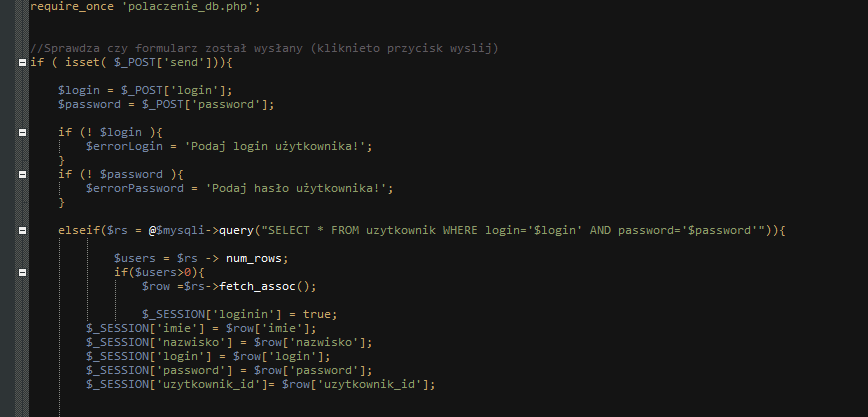 require_once 'polaczenie_db.php';
//Sprawdza czy formularz został wysłany (kliknieto przycisk wyslij)
if ( isset( $_POST['send'])){
$login = $_POST['login'];
$password = $_POST['password'];
if (! $login ){
$errorLogin = 'Podaj login użytkownika!';
}
if (! $password ){
$errorPassword = 'Podaj hasło użytkownika!';
}
elseif($rs = @$mysqli->query("SELECT * FROM uzytkownik WHERE login='$login' AND password='$password'")){
$users = $rs -> num_rows;
if($users>0){
$row =$rs->fetch_assoc();
$_SESSION['loginin'] = true;
$_SESSION['imie'] = $row['imie'];
$_SESSION['nazwisko'] = $row['nazwisko'];
$_SESSION['login'] = $row['login'];
$_SESSION['password'] = $row['password'];
$_SESSION['uzytkownik_id']= $row['uzytkownik_id'];